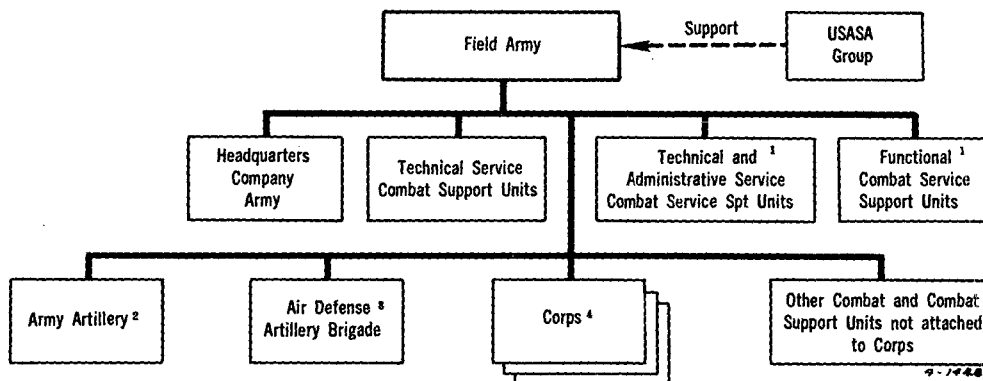 Field Army
Support
USASA
Group
Headquarters
Company
Army
Technical Service
Combat Support Units
Technical and 1
Administrative Service
Combat Service Spt Units
Functional 1
Combat Service
Support Units
Army Artillery 2
Air Defense 3
Artillery Brigade
Corps 4
Other Combat and Combat
Support Units not attached
to Corps